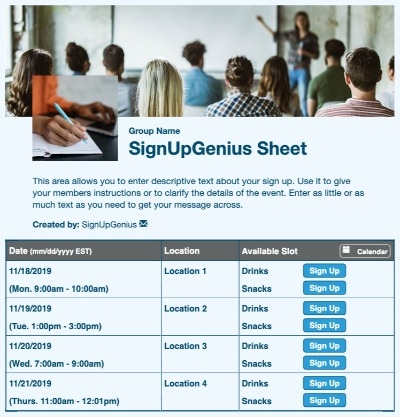 Group Name
SignUpGenius Sheet
This area allows you to enter descriptive text about your sign up. Use it to give
your members instructions or to clarify the details of the event. Enter as little or as
much text as you need to get your message across.
Created by: SignUpGenius
Date (mm/dd/yyyy EST) Location Available Slot Calendar
11/18/2019 Location 1 Drinks Sign Up
(Mon. 9:00am - 10:00am) Snacks Sign Up
11/19/2019 Location 2 Drinks Sign Up
(Tue. 1:00pm - 3:00pm) Snacks Sign Up
11/20/2019 Location 3 Drinks Sign Up
(Wed. 7:00am - 9:00am) Snacks Sign Up
11/21/2019 Location 4 Drinks Sign Up
(Thurs. 11:00am - 12:01pm) Snacks Sign Up